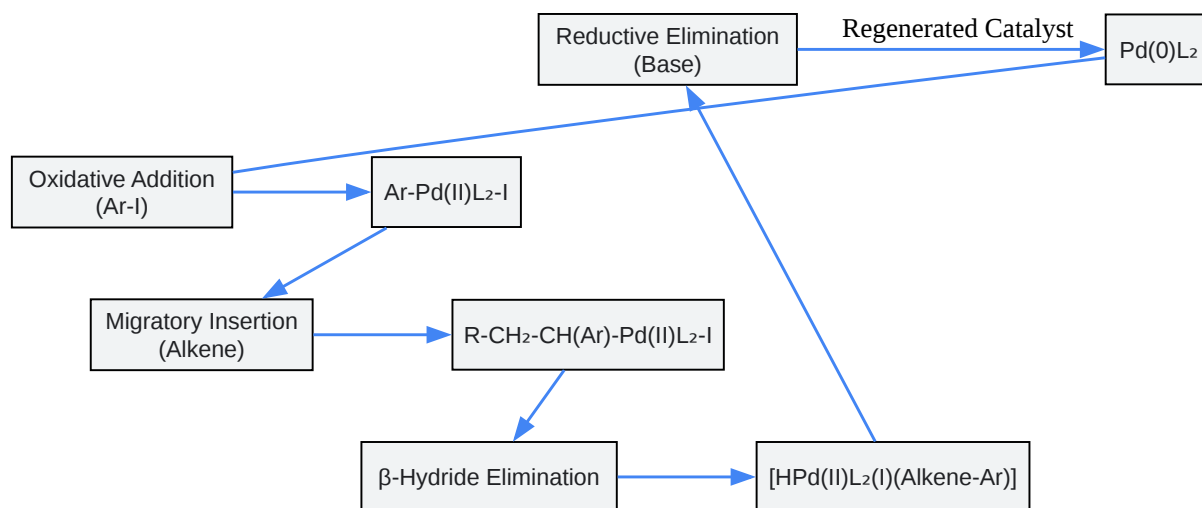 Reductive Elimination
(Base)
Regenerated Catalyst
Pd(0)L₂
Oxidative Addition
(Ar-I)
Ar-Pd(II)L₂-I
Migratory Insertion
(Alkene)
R-CH₂-CH(Ar)-Pd(II)L₂-I
β-Hydride Elimination
[HPd(II)L₂(I)(Alkene-Ar)]